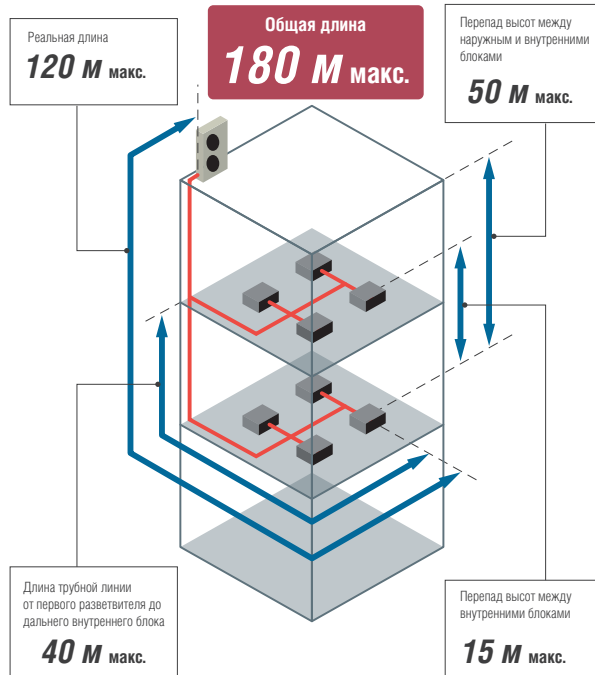 Реальная длина
120 м макс.
Общая длина
180 м макс.
Перепад высот между
наружным и внутренними
блоками
50 м макс.
Длина трубной линии
от первого разветвителя до
дальнего внутреннего блока
40 м макс.
Перепад высот между
внутренними блоками
15 м макс.